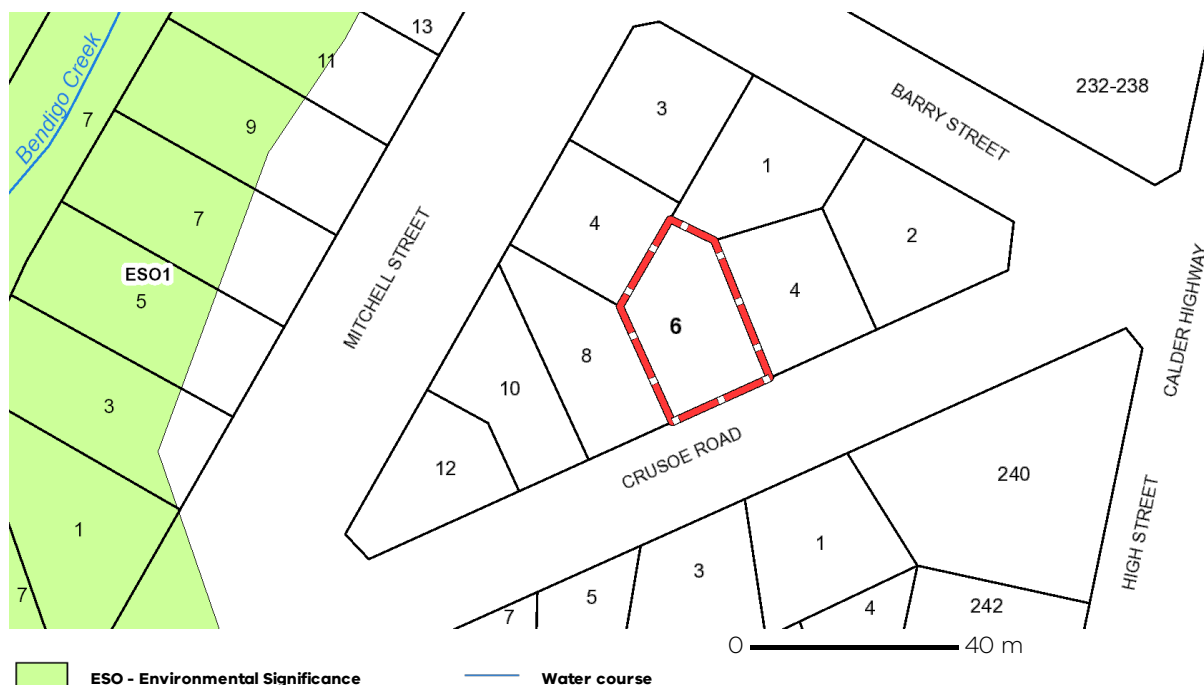 13
11
3
232-238
Bendigo Creek
7
9
BARRY STREET
1
7
4
2
MITCHELL STREET
ESO1
5
4
CALDER HIGHWAY
6
8
10
3
CRUSOE ROAD
12
240
1
1
HIGH STREET
3
7
5
7
4
242
0 40 m
ESO - Environmental Significance
Water course